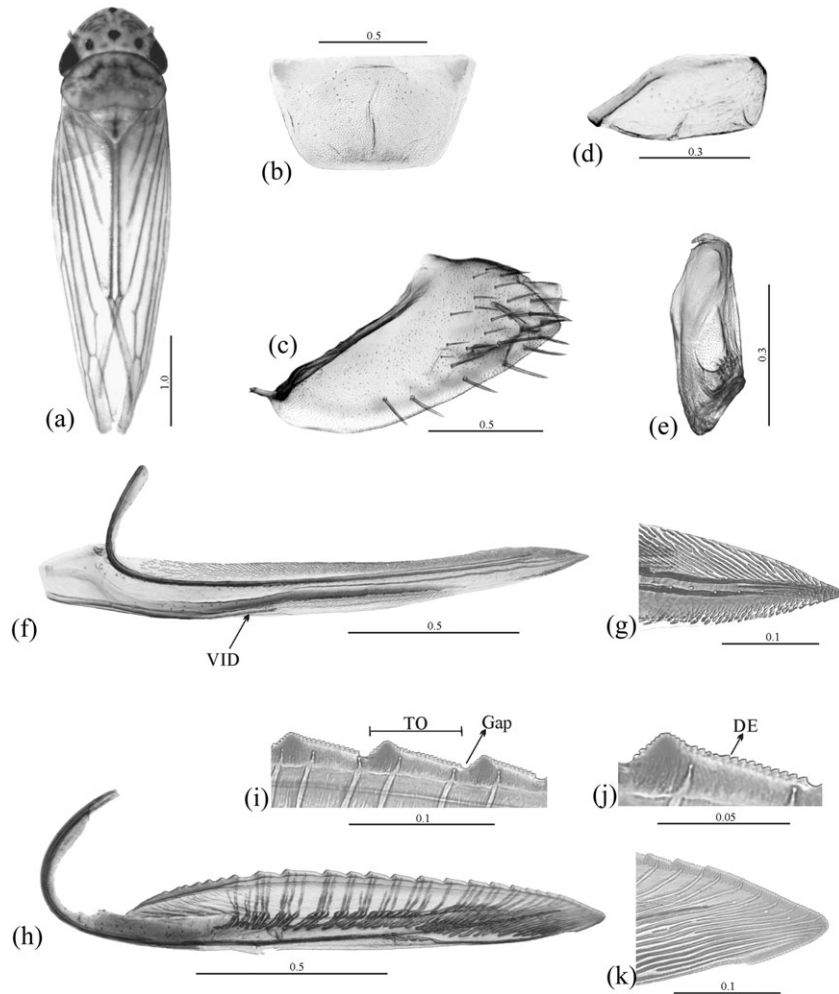 0.5
(b)
(d)
0.3
(a)
1.0
(c)
0.5
(e)
0.3
(f)
VID
0.5
(g)
0.1
TO
Gap
(i)
0.1
DE
(j)
0.05
(h)
0.5
(k)
0.1